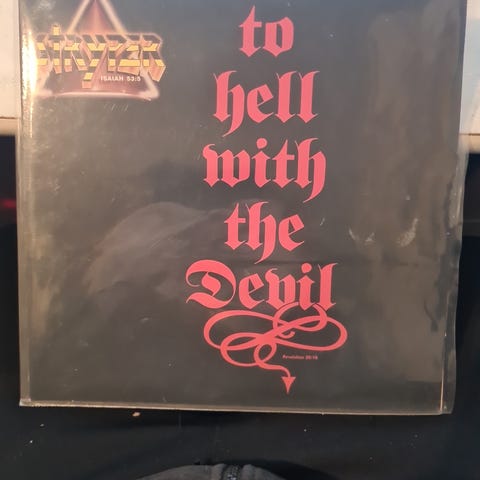 STRYPER
ISAIAH 53:5
to
hell
with
the
Devil
Revelation 20:10